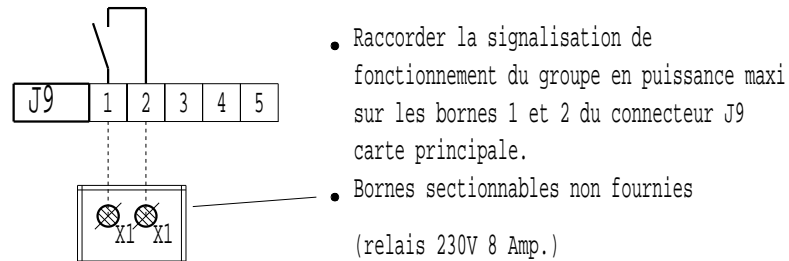 J9 1 2 3 4 5
X1 X1
Raccorder la signalisation de
fonctionnement du groupe en puissance maxi
sur les bornes 1 et 2 du connecteur J9
carte principale.
Bornes sectionnables non fournies
(relais 230V 8 Amp.)